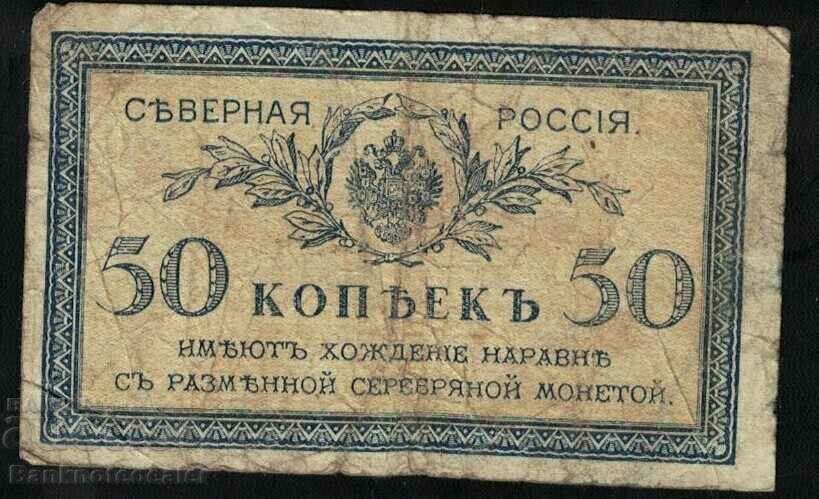 СѢВЕРНАЯ РОССІЯ.
50 КОПѢЕКЪ 50
ИМѢЮТЪ ХОЖДЕНІЕ НАРАВНѢ
СЪ РАЗМѢННОЙ СЕРЕБРЯНОЙ МОНЕТОЙ.